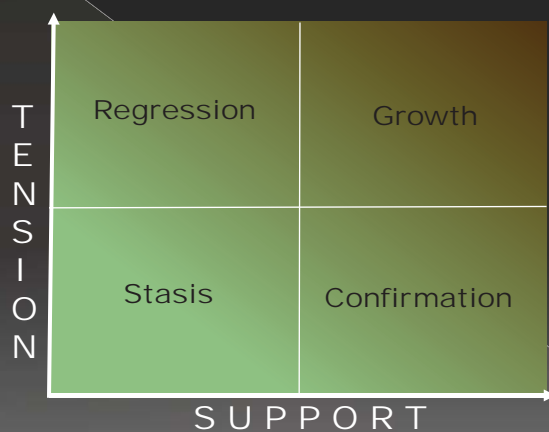 TENSION
Regression
Growth
Stasis
Confirmation
SUPPORT